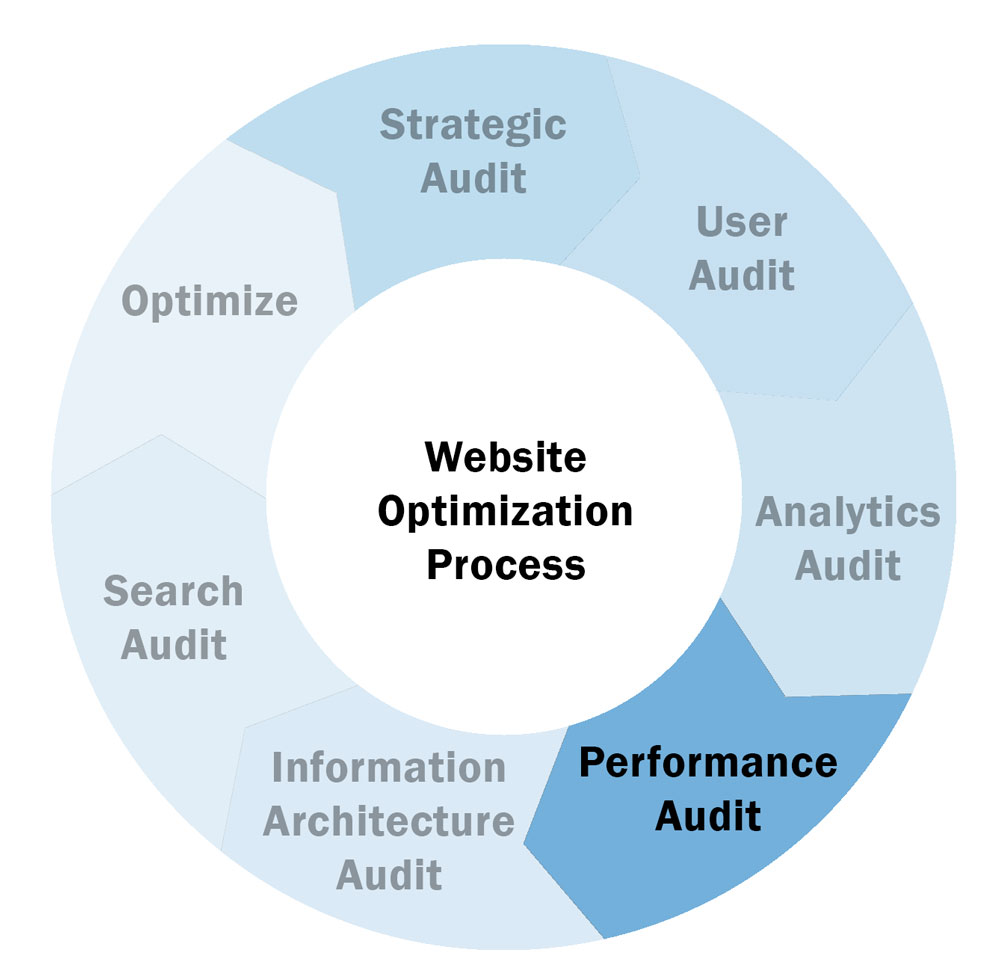 Strategic
Audit
User
Audit
Analytics
Audit
Performance
Audit
Information
Architecture
Audit
Search
Audit
Optimize
Website
Optimization
Process